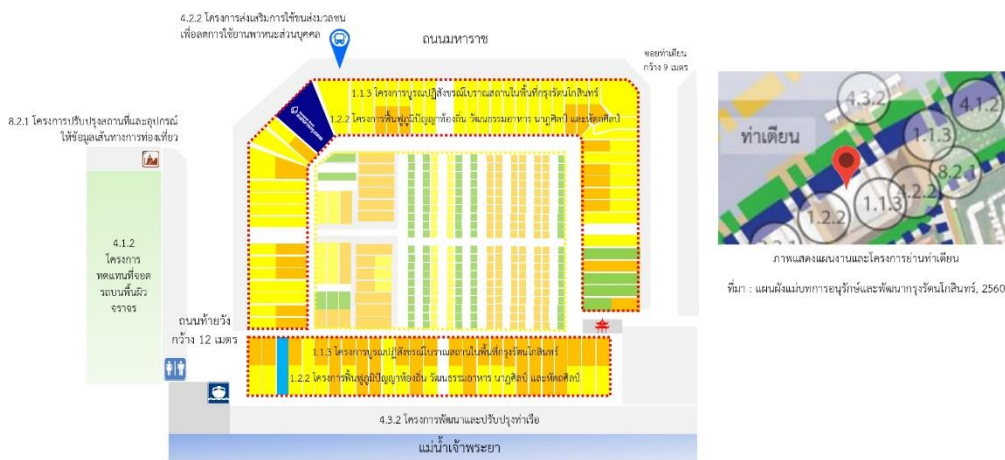 4.2.2 โครงการส่งเสริมการใช้ขนส่งมวลชน
เพื่อลดการใช้ยานพาหนะส่วนบุคคล
ถนนมหาราช
ซอยท่าเตียน
กว้าง 9 เมตร
1.1.3 โครงการบูรณปฏิสังขรณ์โบราณสถานในพื้นที่กรุงรัตนโกสินทร์
1.2.2 โครงการฟื้นฟูภูมิปัญญาท้องถิ่น วัฒนธรรมอาหาร นาฏศิลป์ และหัตถศิลป์
8.2.1 โครงการปรับปรุงสถานที่และอุปกรณ์
ให้ข้อมูลเส้นทางการท่องเที่ยว
4.1.2
โครงการ
ทดแทนที่จอด
รถบนพื้นผิว
จราจร
ถนนท้ายวัง
กว้าง 12 เมตร
1.1.3 โครงการบูรณปฏิสังขรณ์โบราณสถานในพื้นที่กรุงรัตนโกสินทร์
1.2.2 โครงการฟื้นฟูภูมิปัญญาท้องถิ่น วัฒนธรรมอาหาร นาฏศิลป์ และหัตถศิลป์
4.3.2 โครงการพัฒนาและปรับปรุงท่าเรือ
แม่น้ำเจ้าพระยา
ท่าเตียน
4.3.2
4.1.2
1.1.3
8.2.1
4.2.2
1.1.3
1.2.2
ภาพแสดงแผนงานและโครงการย่านท่าเตียน
ที่มา : แผนผังแม่บทการอนุรักษ์และพัฒนากรุงรัตนโกสินทร์, 2560